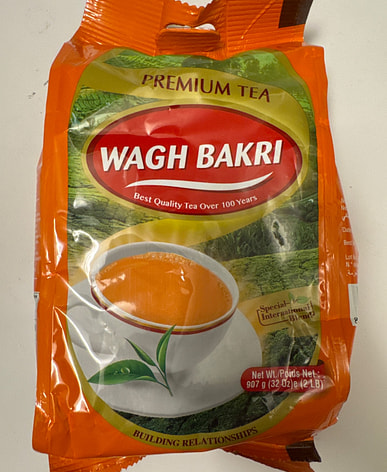 PREMIUM TEA
WAGH BAKRI
Best Quality Tea Over 100 Years
Special
International
Blend
Net Wt./Poids Net :
907 g (32 Oz) e (2 LB)
BUILDING RELATIONSHIPS